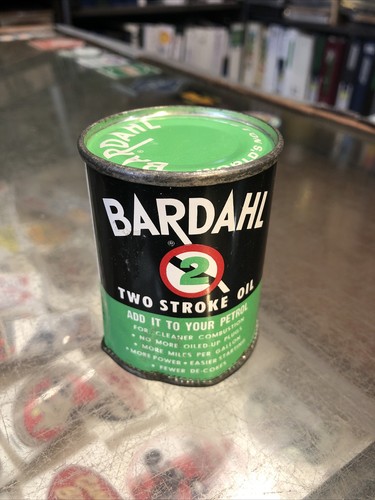 BARDAHL
BARDAHL
®
2
TWO STROKE OIL
ADD IT TO YOUR PETROL
FOR: CLEANER COMBUSTION
• NO MORE OILED-UP PLUGS
• MORE MILES PER GALLON
• MORE POWER • EASIER STARTING
• FEWER DE-COKES